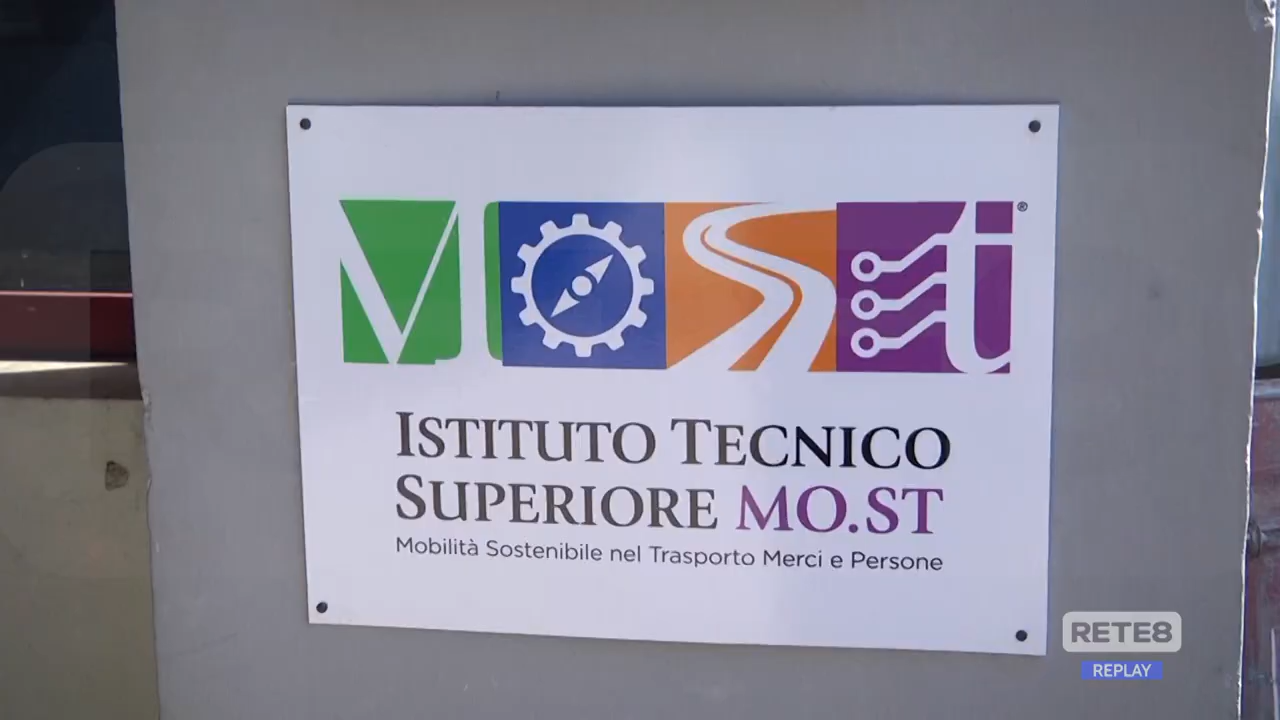 MOSt®
ISTITUTO TECNICO
SUPERIORE MO.ST
Mobilità Sostenibile nel Trasporto Merci e Persone
RETE8
REPLAY